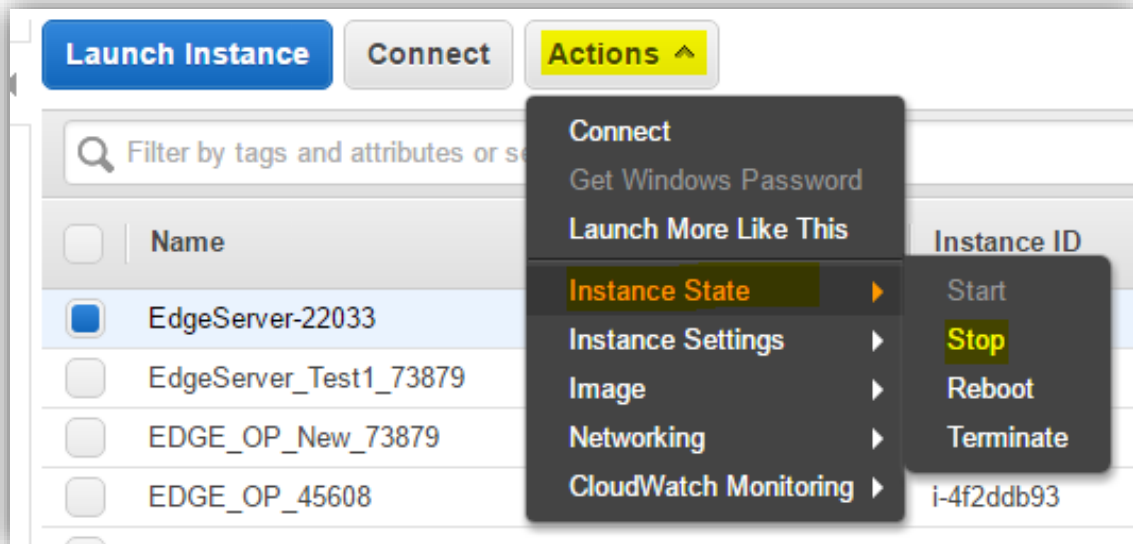 Launch Instance Connect Actions
Filter by tags and attributes or se
Name Instance ID
EdgeServer-22033
EdgeServer_Test1_73879
EDGE_OP_New_73879
EDGE_OP_45608 i-4f2ddb93
Connect
Get Windows Password
Launch More Like This
Instance State
Instance Settings
Image
Networking
CloudWatch Monitoring
Start
Stop
Reboot
Terminate